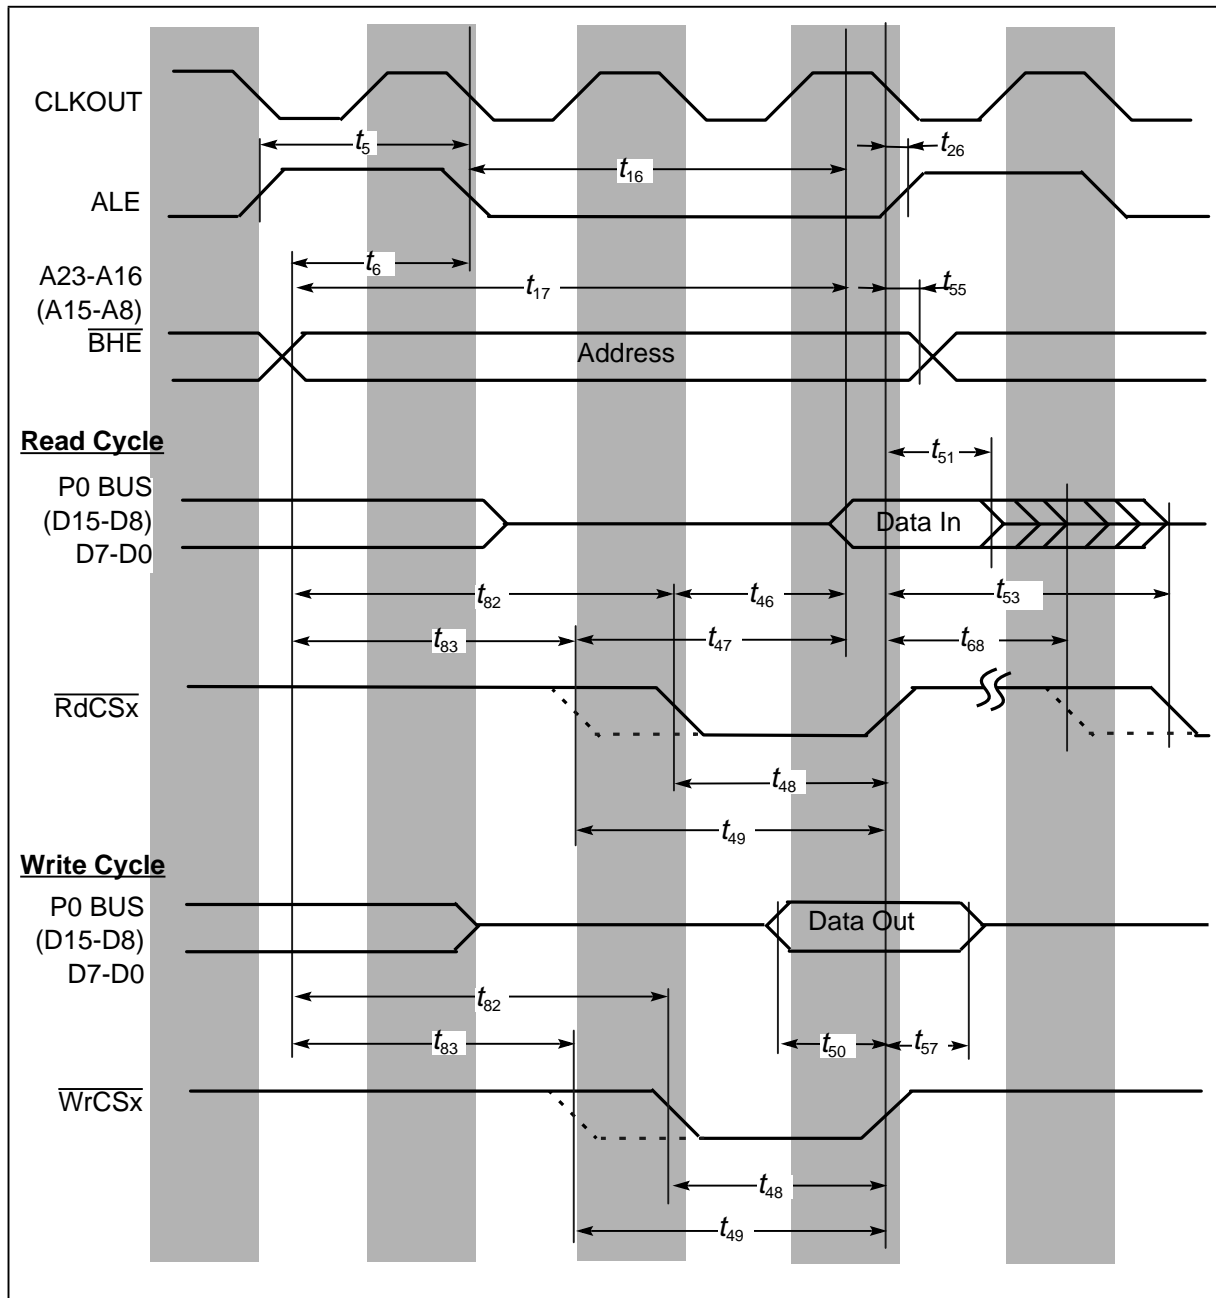 CLKOUT
t5
t26
t16
ALE
t6
A23-A16
t17
t55
(A15-A8)
BHE
Address
Read Cycle
t51
P0 BUS
(D15-D8)
Data In
D7-D0
t82
t46
t53
t83
t47
t68
RdCSx
t48
t49
Write Cycle
P0 BUS
(D15-D8)
Data Out
D7-D0
t82
t83
t50
t57
WrCSx
t48
t49